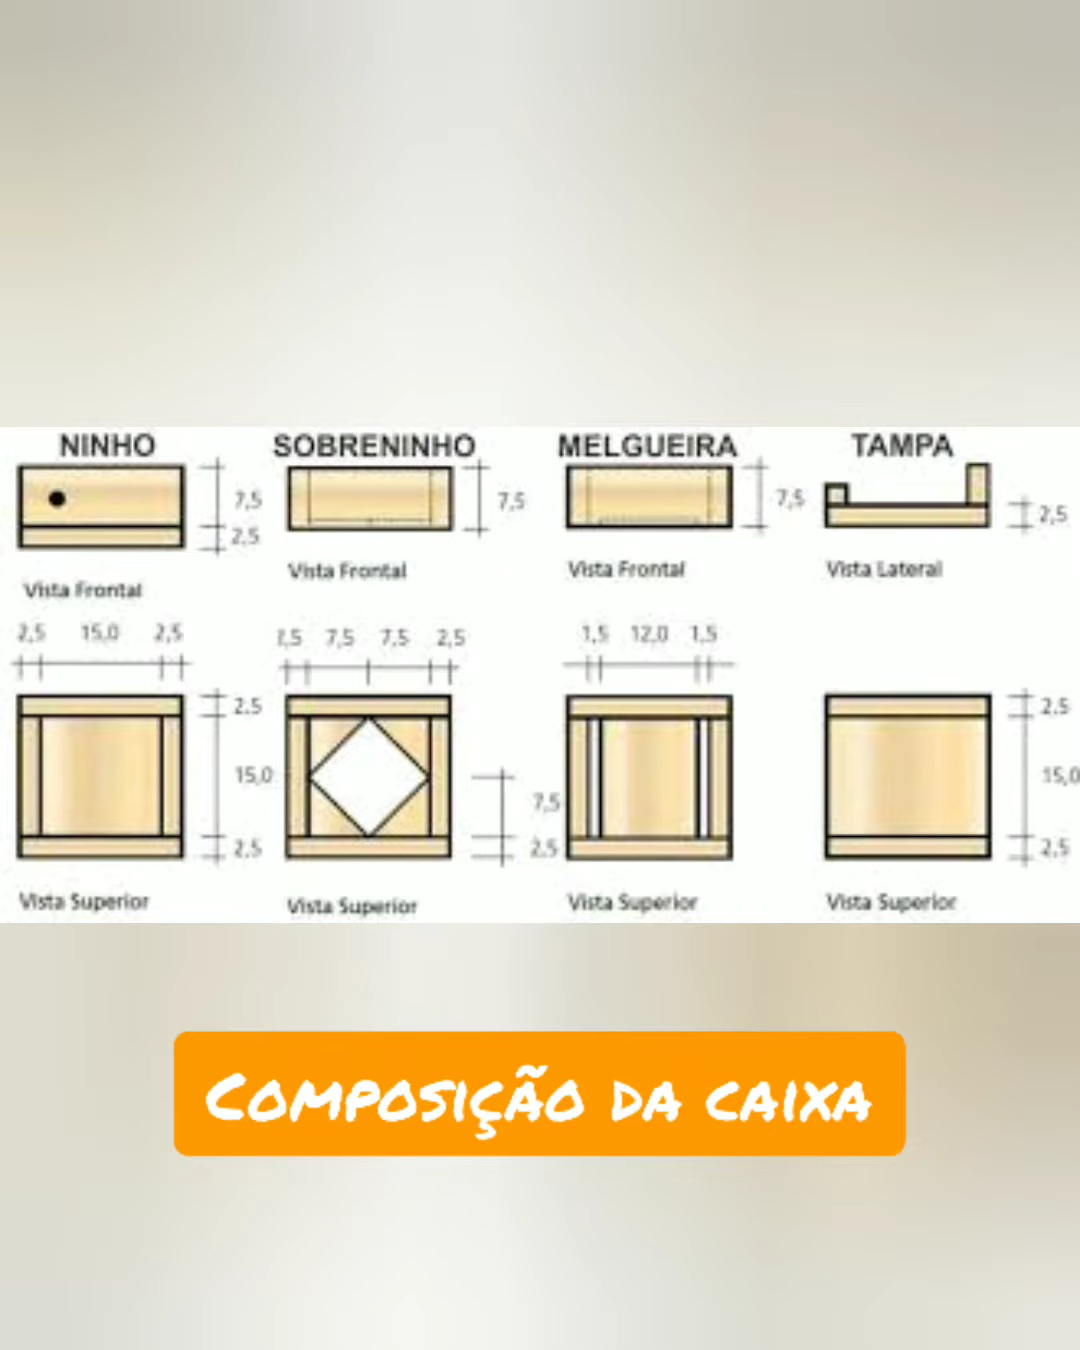 NINHO
SOBRENINHO
MELGUEIRA
TAMPA
7,5
2,5
Vista Frontal
7,5
Vista Frontal
7,5
Vista Frontal
2,5
Vista Lateral
2,5 15,0 2,5
2,5
15,0
2,5
Vista Superior
7,5 7,5 2,5
7,5
2,5
Vista Superior
1,5 12,0 1,5
Vista Superior
2,5
15,0
2,5
Vista Superior
COMPOSIÇÃO DA CAIXA